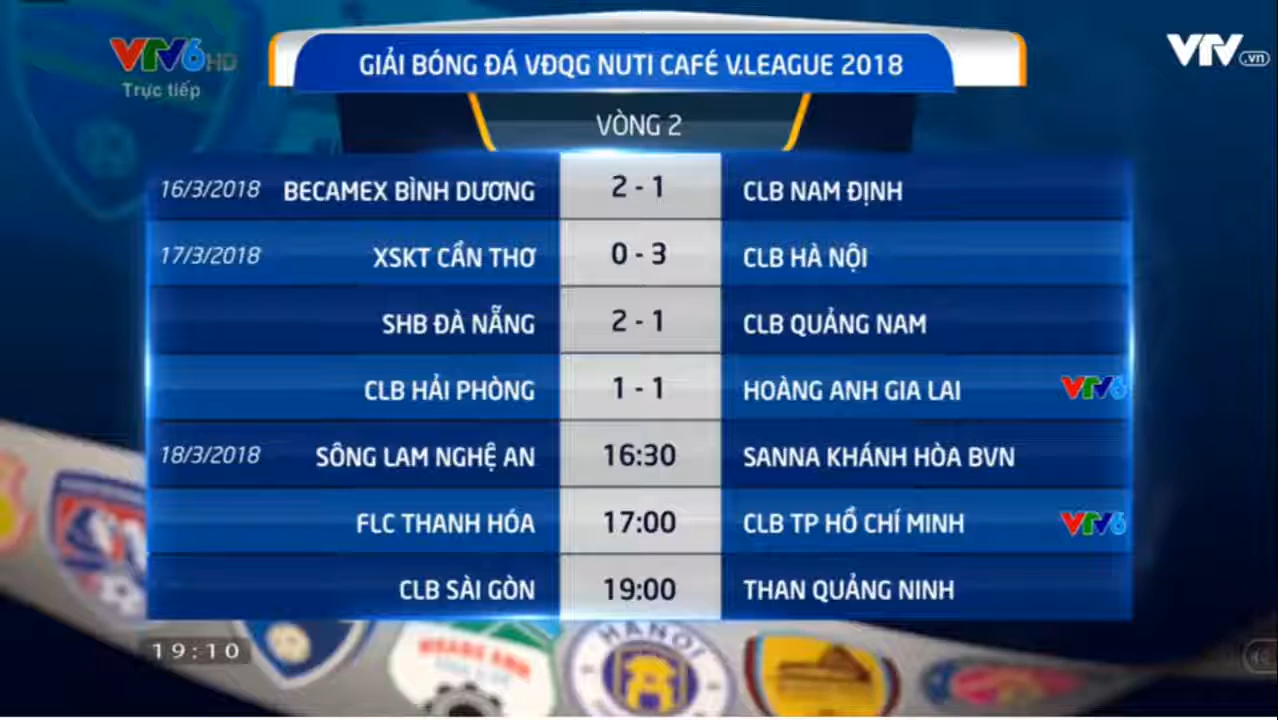 VTV6HD
Trực tiếp
VTV.vn
GIẢI BÓNG ĐÁ VĐQG NUTI CAFÉ V.LEAGUE 2018
VÒNG 2
16/3/2018 BECAMEX BÌNH DƯƠNG 2 - 1 CLB NAM ĐỊNH
17/3/2018 XSKT CẦN THƠ 0 - 3 CLB HÀ NỘI
SHB ĐÀ NẴNG 2 - 1 CLB QUẢNG NAM
CLB HẢI PHÒNG 1 - 1 HOÀNG ANH GIA LAI VTV6
18/3/2018 SÔNG LAM NGHỆ AN 16:30 SANNA KHÁNH HÒA BVN
FLC THANH HÓA 17:00 CLB TP HỒ CHÍ MINH VTV6
CLB SÀI GÒN 19:00 THAN QUẢNG NINH
19:10
HANOI